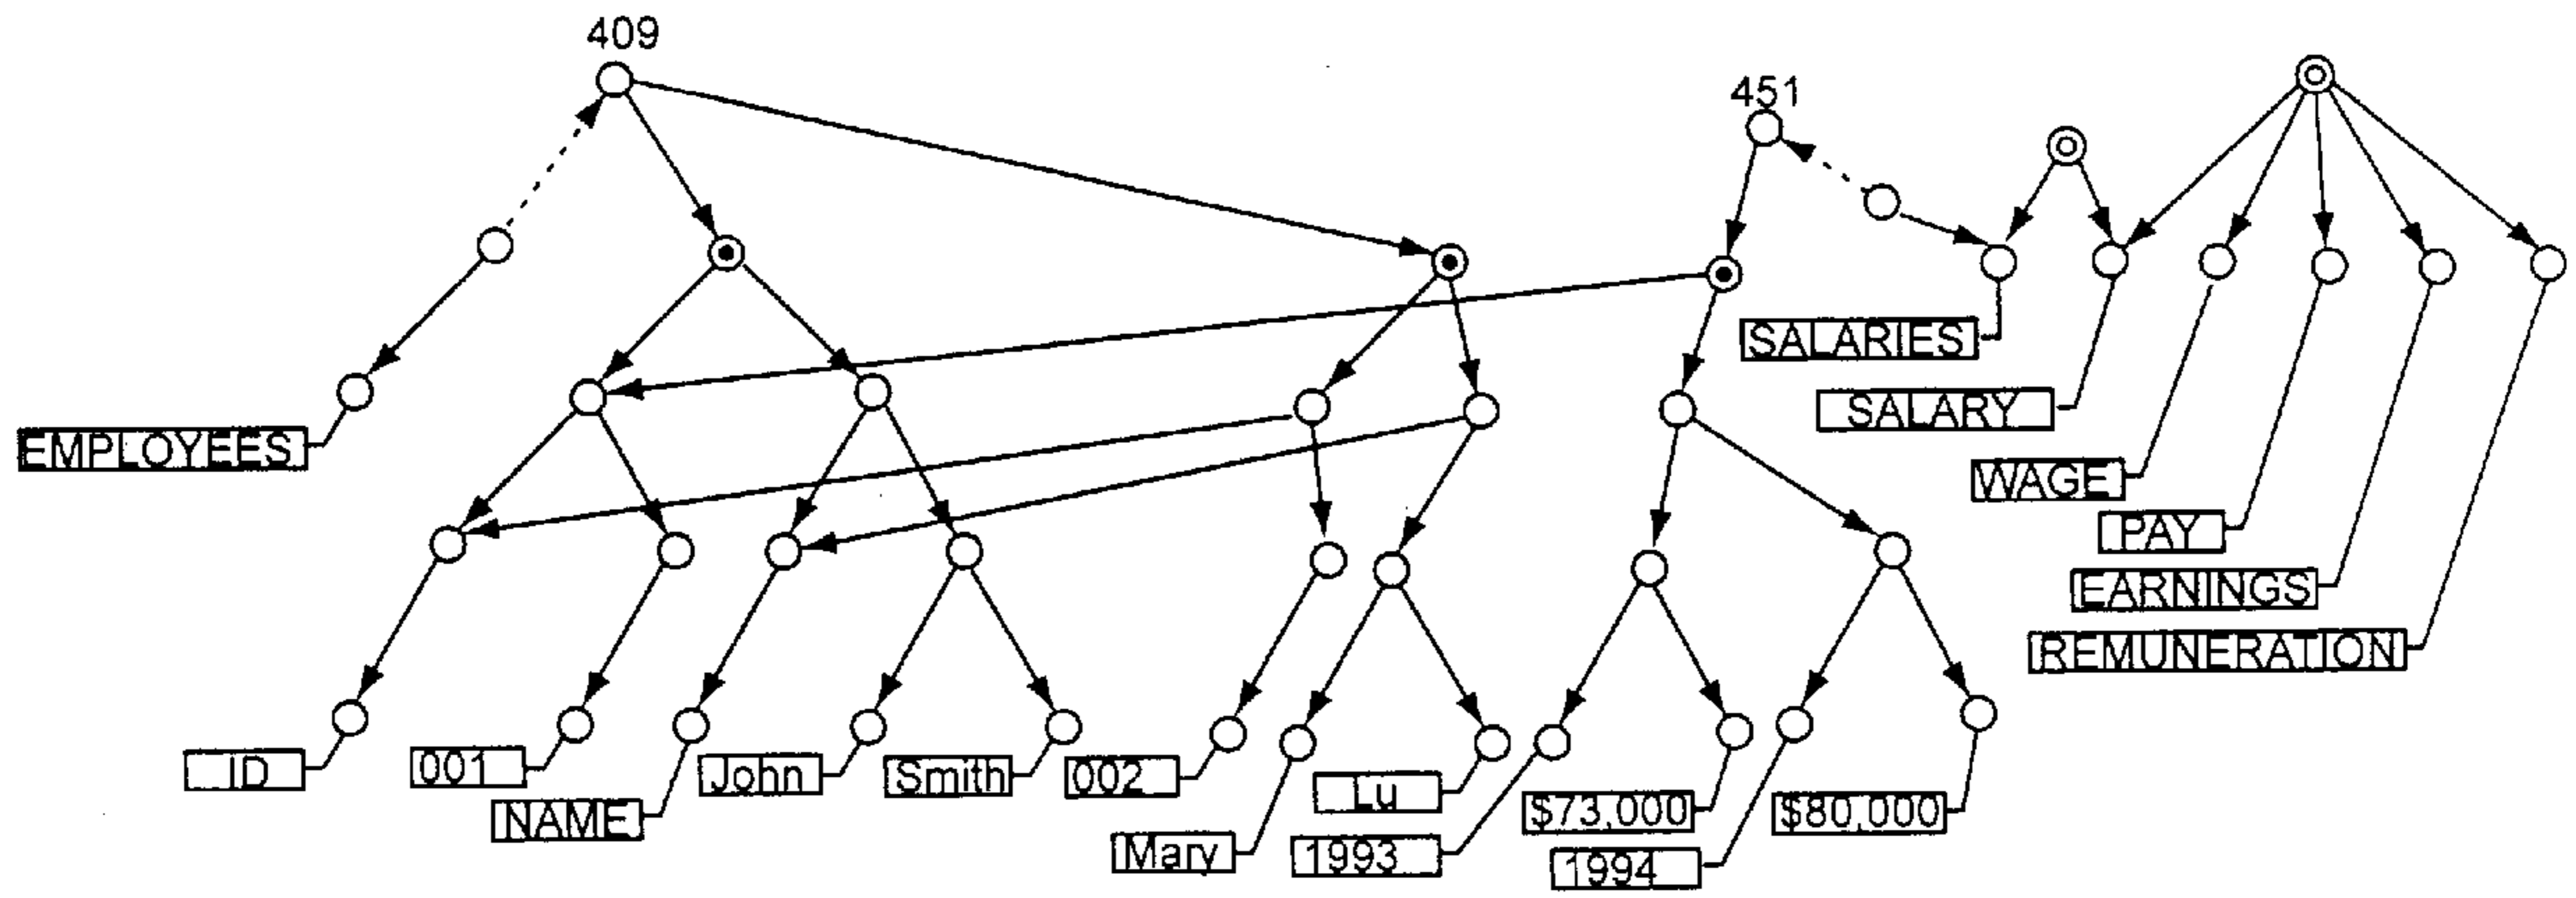 409
451
SALARIES
SALARY
EMPLOYEES
WAGE
PAY
EARNINGS
REMUNERATION
ID
001
John
Smith
002
Lu
NAME
$73,000
$80,000
Mary
1993
1994